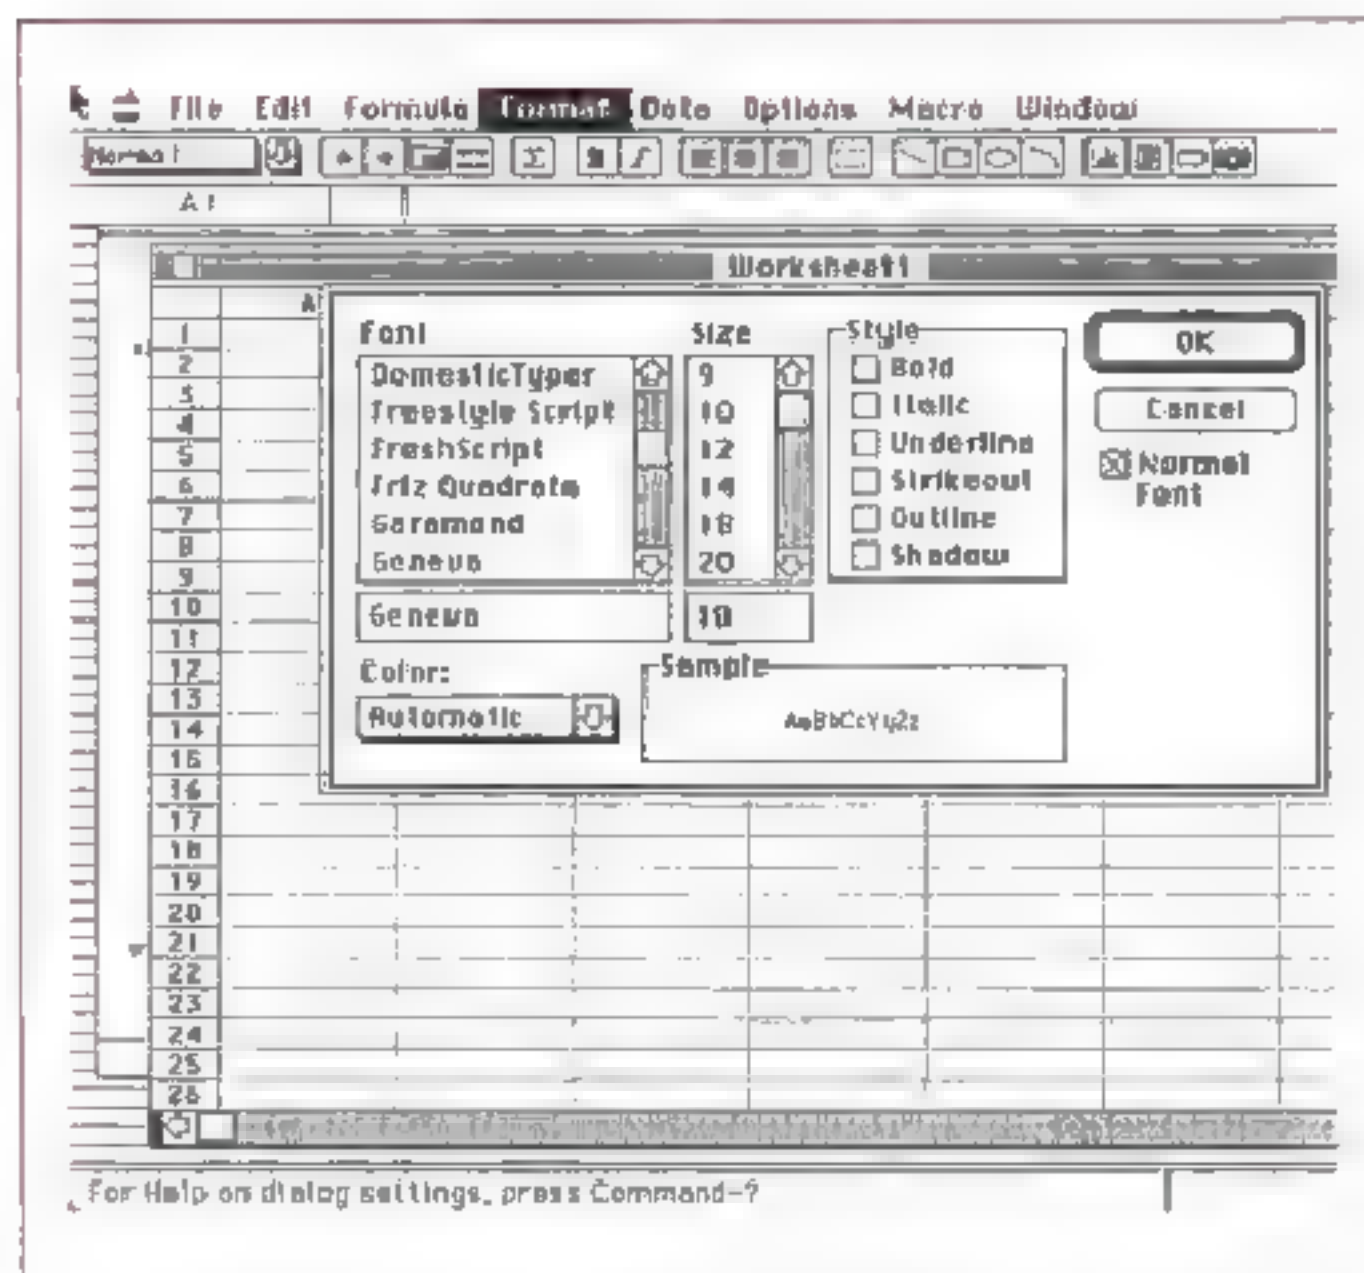 File Edit Formula Format Data Options Macro Window
Normal
Σ
A1
Worksheet1
A
Font
DomesticTyper
Freestyle Script
FreshScript
Friz Quadrata
Garamond
Geneva
Geneva
Size
9
10
12
14
18
20
10
Style
Bold
Italic
Underline
Strikeout
Outline
Shadow
OK
Cancel
Normal
Font
Color:
Automatic
Sample
AaBbCcYyZz
1
2
3
4
5
6
7
8
9
10
11
12
13
14
15
16
17
18
19
20
21
22
23
24
25
26
For Help on dialog settings, press Command-?